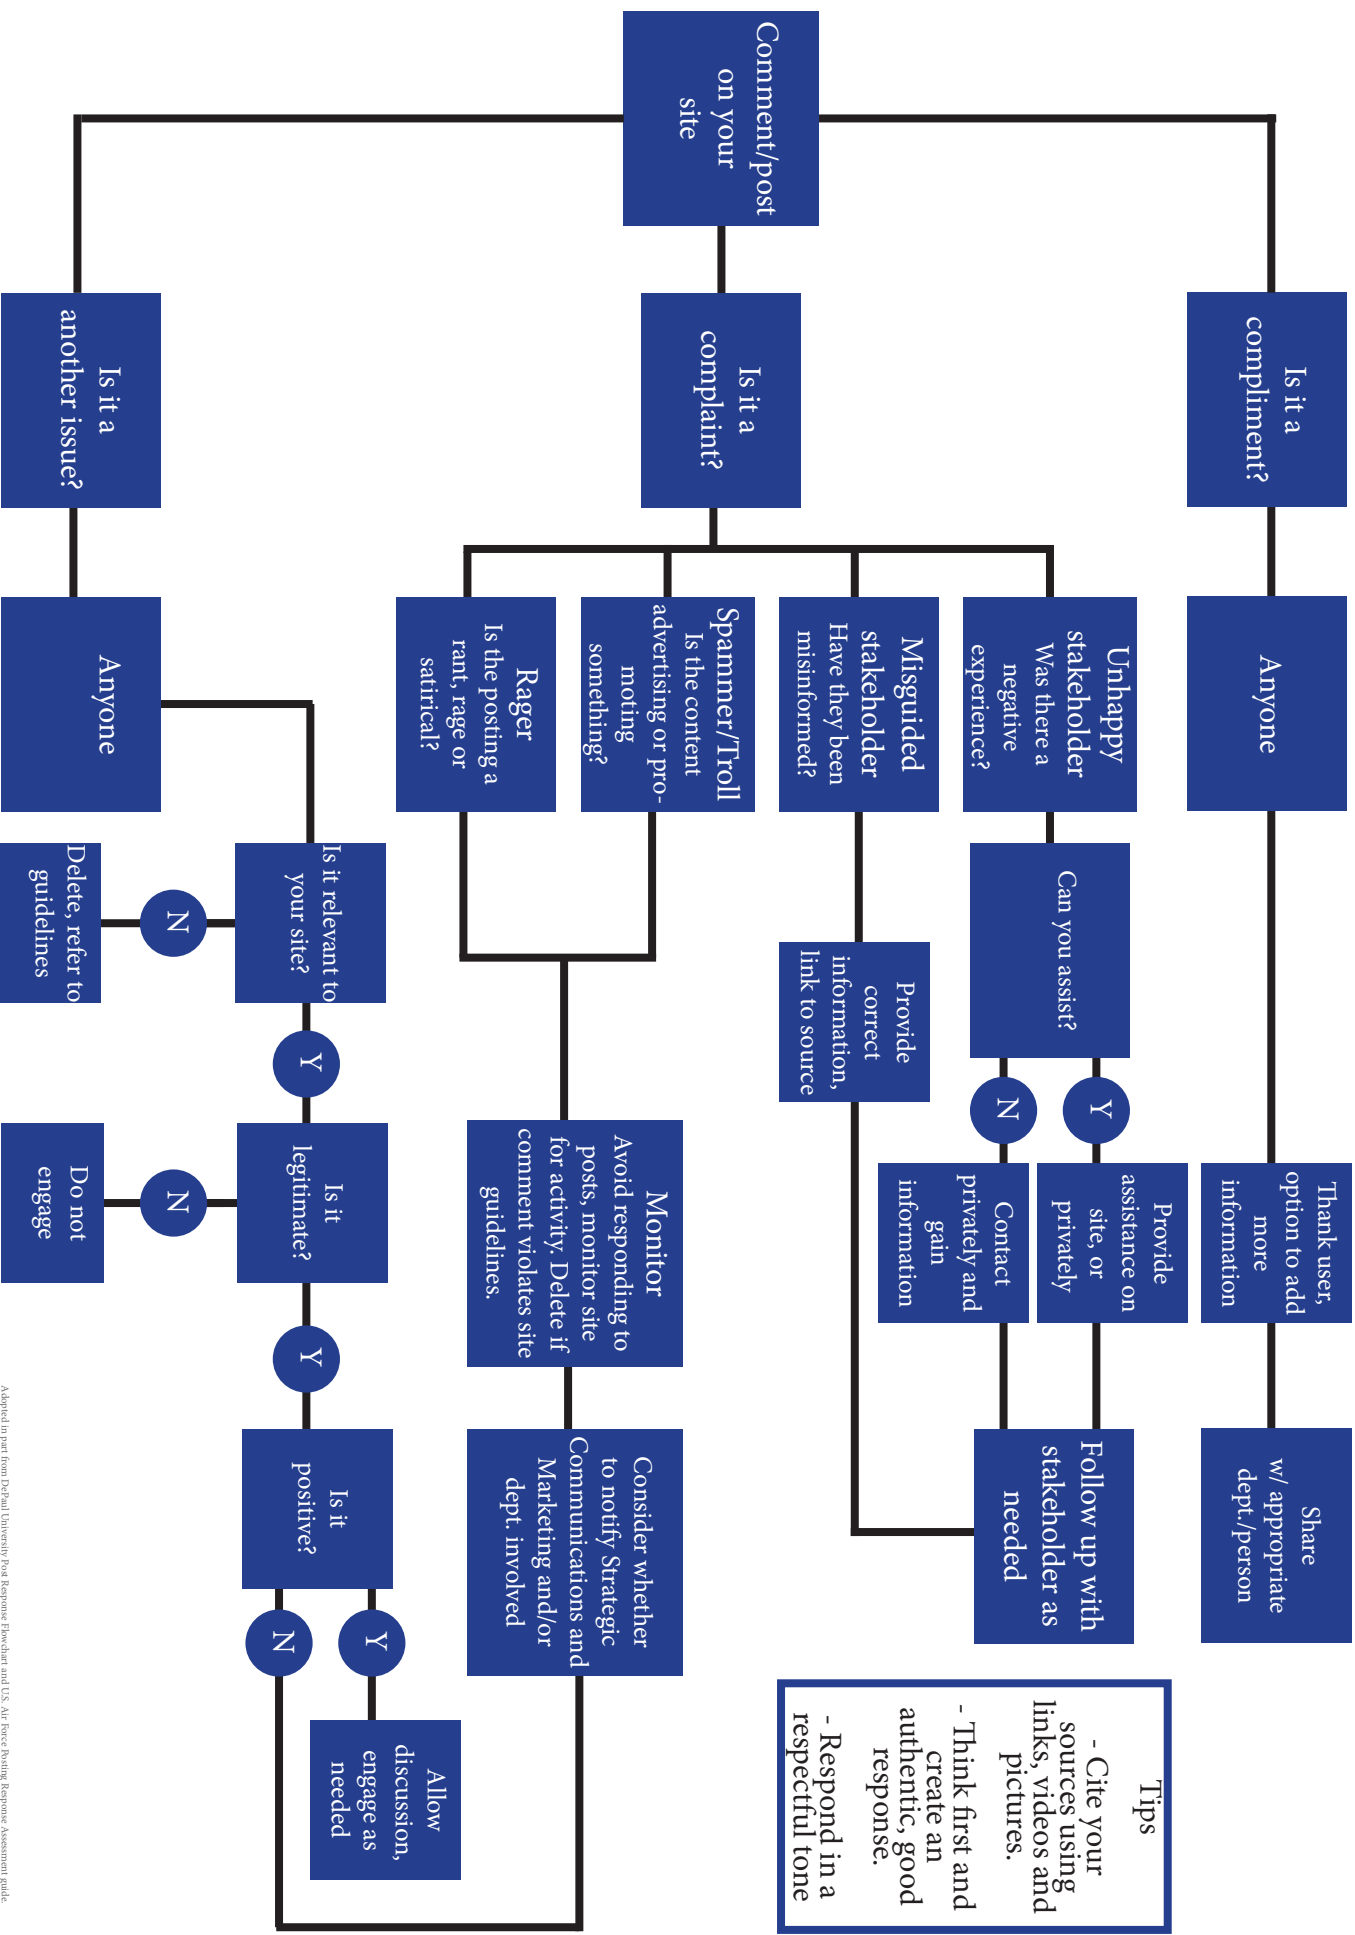 Comment/post
on your
site
Is it a
compliment?
Anyone
Thank user,
option to add
more
information
Share
w/ appropriate
dept./person
Is it a
complaint?
Unhappy
stakeholder
Was there a
negative
experience?
Can you assist?
Y
Provide
assistance on
site, or
privately
N
Contact
privately and
gain
information
Follow up with
stakeholder as
needed
Misguided
stakeholder
Have they been
misinformed?
Provide
correct
information,
link to source
Spammer/Troll
Is the content
advertising or pro-
moting
something?
Rager
Is the posting a
rant, rage or
satirical?
Monitor
Avoid responding to
posts, monitor site
for activity. Delete if
comment violates site
guidelines.
Consider whether
to notify Strategic
Communications and
Marketing and/or
dept. involved
Is it a
another issue?
Anyone
Is it relevant to
your site?
N
Delete, refer to
guidelines
Y
Is it
legitimate?
N
Do not
engage
Y
Is it
positive?
Y
N
Allow
discussion,
engage as
needed
Tips
- Cite your
sources using
links, videos and
pictures.
- Think first and
create an
authentic, good
response.
- Respond in a
respectful tone
Adopted in part from DePaul University Post Response Flowchart and U.S. Air Force Posting Response Assessment guide.